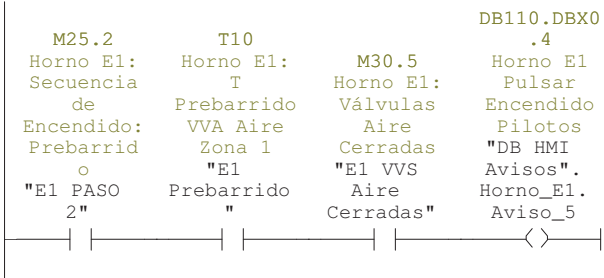 M25.2
Horno E1:
Secuencia
de
Encendido:
Prebarrid
o
"E1 PASO
2"
T10
Horno E1:
T
Prebarrido
VVA Aire
Zona 1
"E1
Prebarrido
"
M30.5
Horno E1:
Válvulas
Aire
Cerradas
"E1 VVS
Aire
Cerradas"
DB110.DBX0
.4
Horno E1
Pulsar
Encendido
Pilotos
"DB HMI
Avisos".
Horno_E1.
Aviso_5